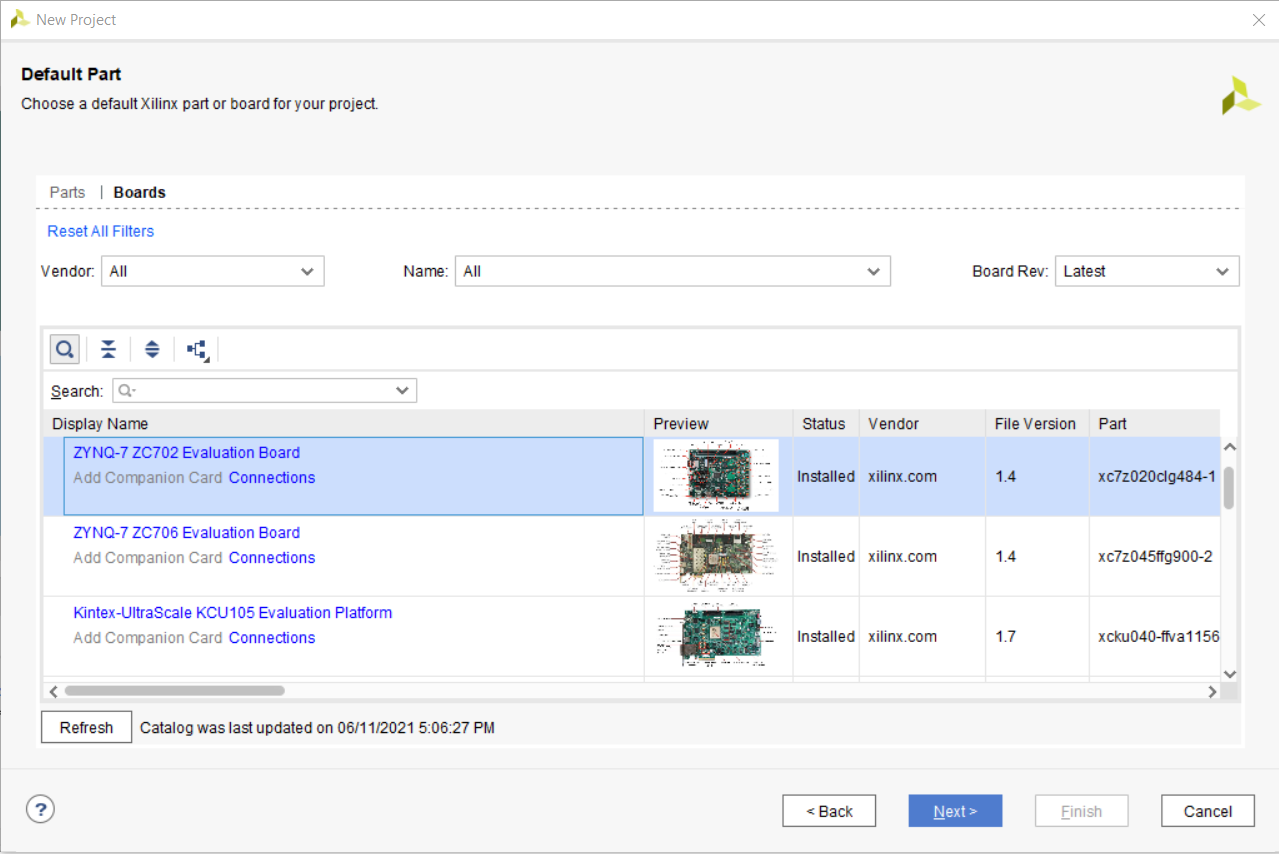 New Project
Default Part
Choose a default Xilinx part or board for your project.
Parts | Boards
Reset All Filters
Vendor: All Name: All Board Rev: Latest
Search:
Display Name Preview Status Vendor File Version Part
ZYNQ-7 ZC702 Evaluation Board
Add Companion Card Connections
Installed xilinx.com 1.4 xc7z020clg484-1
ZYNQ-7 ZC706 Evaluation Board
Add Companion Card Connections
Installed xilinx.com 1.4 xc7z045ffg900-2
Kintex-UltraScale KCU105 Evaluation Platform
Add Companion Card Connections
Installed xilinx.com 1.7 xcku040-ffva1156
Refresh Catalog was last updated on 06/11/2021 5:06:27 PM
? < Back Next > Finish Cancel